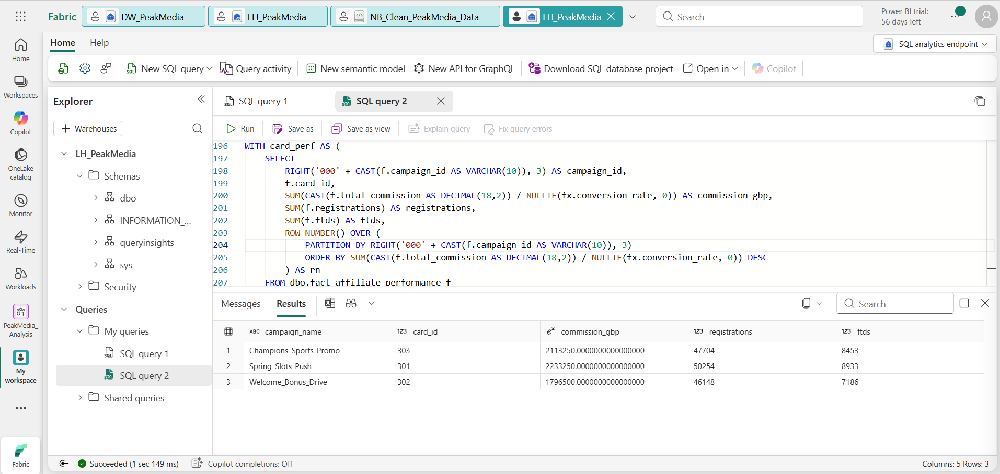 Fabric
DW_PeakMedia
LH_PeakMedia
NB_Clean_PeakMedia_Data
LH_PeakMedia
Search
Power BI trial:
56 days left
Home
Help
SQL analytics endpoint
New SQL query
Query activity
New semantic model
New API for GraphQL
Download SQL database project
Open in
Copilot
Home
Workspaces
Copilot
OneLake
catalog
Monitor
Real-Time
Workloads
PeakMedia_
Analysis
My
workspace
Fabric
Explorer
Warehouses
LH_PeakMedia
Schemas
dbo
INFORMATION_...
queryinsights
sys
Security
Queries
My queries
SQL query 1
SQL query 2
Shared queries
SQL query 1
SQL query 2
Run
Save as
Save as view
Explain query
Fix query errors
196 WITH card_perf AS (
197 SELECT
198 RIGHT('000' + CAST(f.campaign_id AS VARCHAR(10)), 3) AS campaign_id,
199 f.card_id,
200 SUM(CAST(f.total_commission AS DECIMAL(18,2)) / NULLIF(fx.conversion_rate, 0)) AS commission_gbp,
201 SUM(f.registrations) AS registrations,
202 SUM(f.ftds) AS ftds,
203 ROW_NUMBER() OVER (
204 PARTITION BY RIGHT('000' + CAST(f.campaign_id AS VARCHAR(10)), 3)
205 ORDER BY SUM(CAST(f.total_commission AS DECIMAL(18,2)) / NULLIF(fx.conversion_rate, 0)) DESC
206 ) AS rn
207 FROM dbo.fact_affiliate_performance f
Messages
Results
Search
ABC campaign_name
123 card_id
commission_gbp
123 registrations
123 ftds
1 Champions_Sports_Promo 303 2113250.0000000000000000 47704 8453
2 Spring_Slots_Push 301 2233250.0000000000000000 50254 8933
3 Welcome_Bonus_Drive 302 1796500.0000000000000000 46148 7186
Succeeded (1 sec 149 ms)
Copilot completions: Off
Columns: 5 Rows: 3